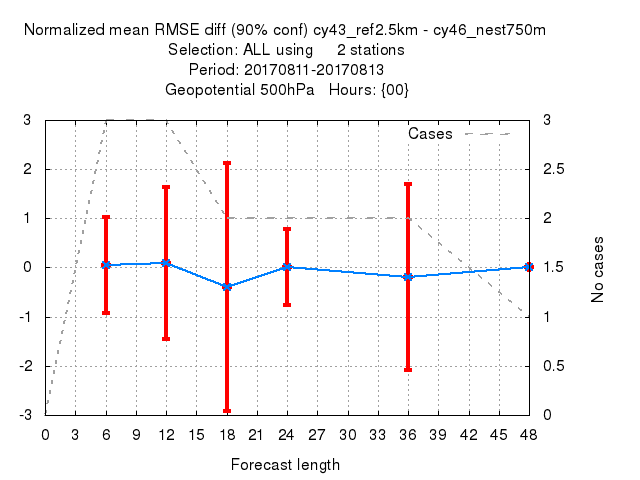 Normalized mean RMSE diff (90% conf) cy43_ref2.5km - cy46_nest750m
Selection: ALL using 2 stations
Period: 20170811-20170813
Geopotential 500hPa Hours: {00}
Cases
3
2
1
0
-1
-2
-3
3
2.5
2
1.5
1
0.5
0
No cases
0 3 6 9 12 15 18 21 24 27 30 33 36 39 42 45 48
Forecast length